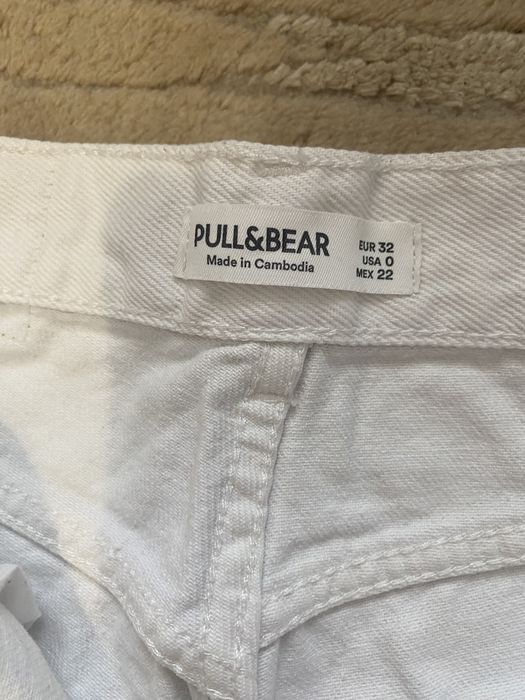 PULL&BEAR
Made in Cambodia
EUR 32
USA 0
MEX 22